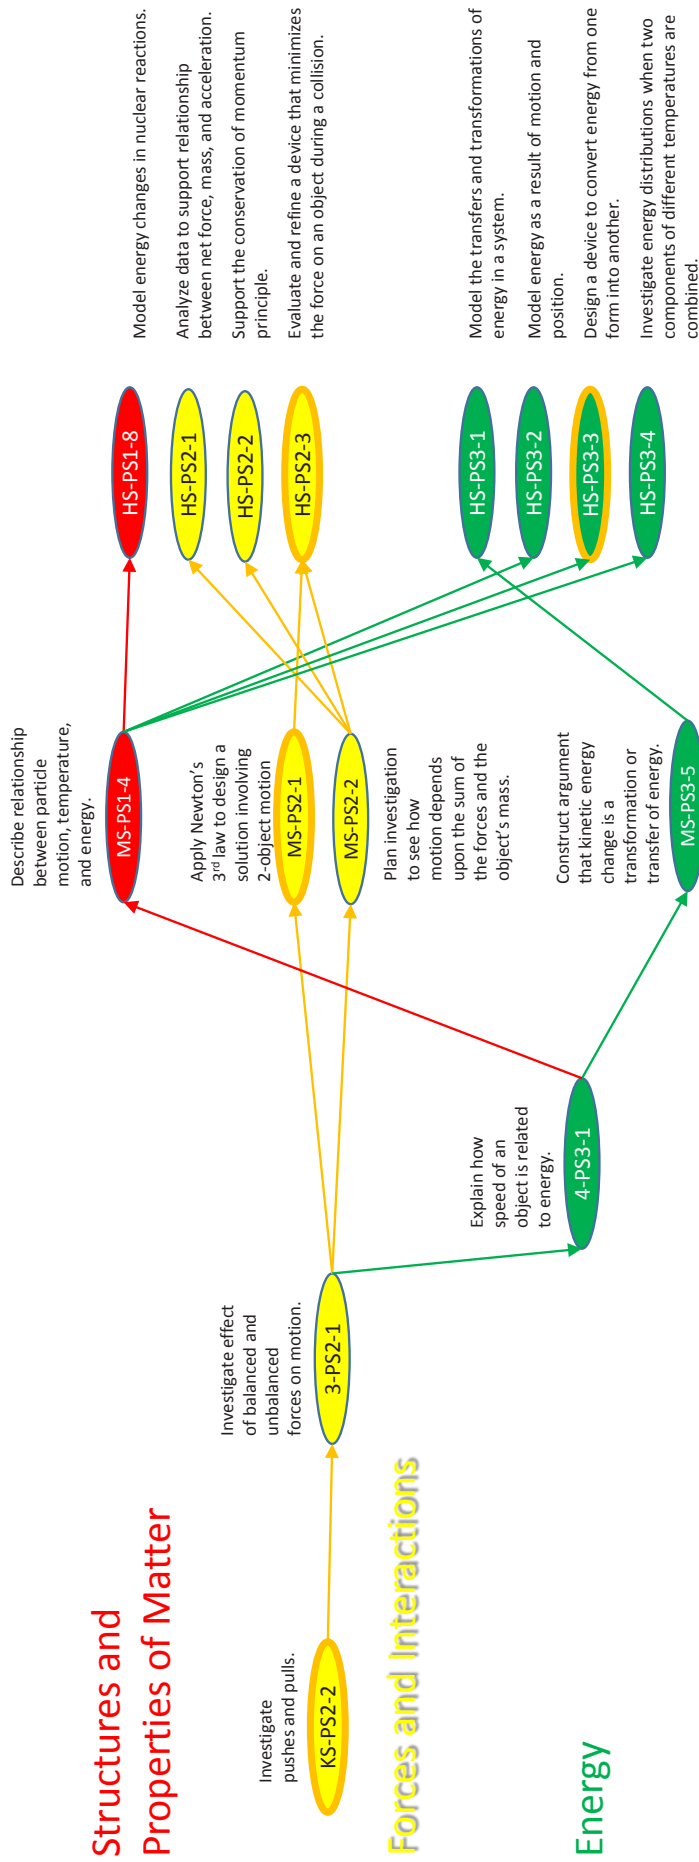 Structures and
Properties of Matter
Investigate
pushes and pulls.
KS-PS2-2
Forces and Interactions
Energy
Investigate effect
of balanced and
unbalanced
forces on motion.
3-PS2-1
Explain how
speed of an
object is related
to energy.
4-PS3-1
Describe relationship
between particle
motion, temperature,
and energy.
MS-PS1-4
Apply Newton's
3rd law to design a
solution involving
2-object motion
MS-PS2-1
MS-PS2-2
Plan investigation
to see how
motion depends
upon the sum of
the forces and the
object's mass.
Construct argument
that kinetic energy
change is a
transformation or
transfer of energy.
MS-PS3-5
HS-PS1-8
Model energy changes in nuclear reactions.
HS-PS2-1
Analyze data to support relationship
between net force, mass, and acceleration.
HS-PS2-2
Support the conservation of momentum
principle.
HS-PS2-3
Evaluate and refine a device that minimizes
the force on an object during a collision.
HS-PS3-1
Model the transfers and transformations of
energy in a system.
HS-PS3-2
Model energy as a result of motion and
position.
HS-PS3-3
Design a device to convert energy from one
form into another.
HS-PS3-4
Investigate energy distributions when two
components of different temperatures are
combined.